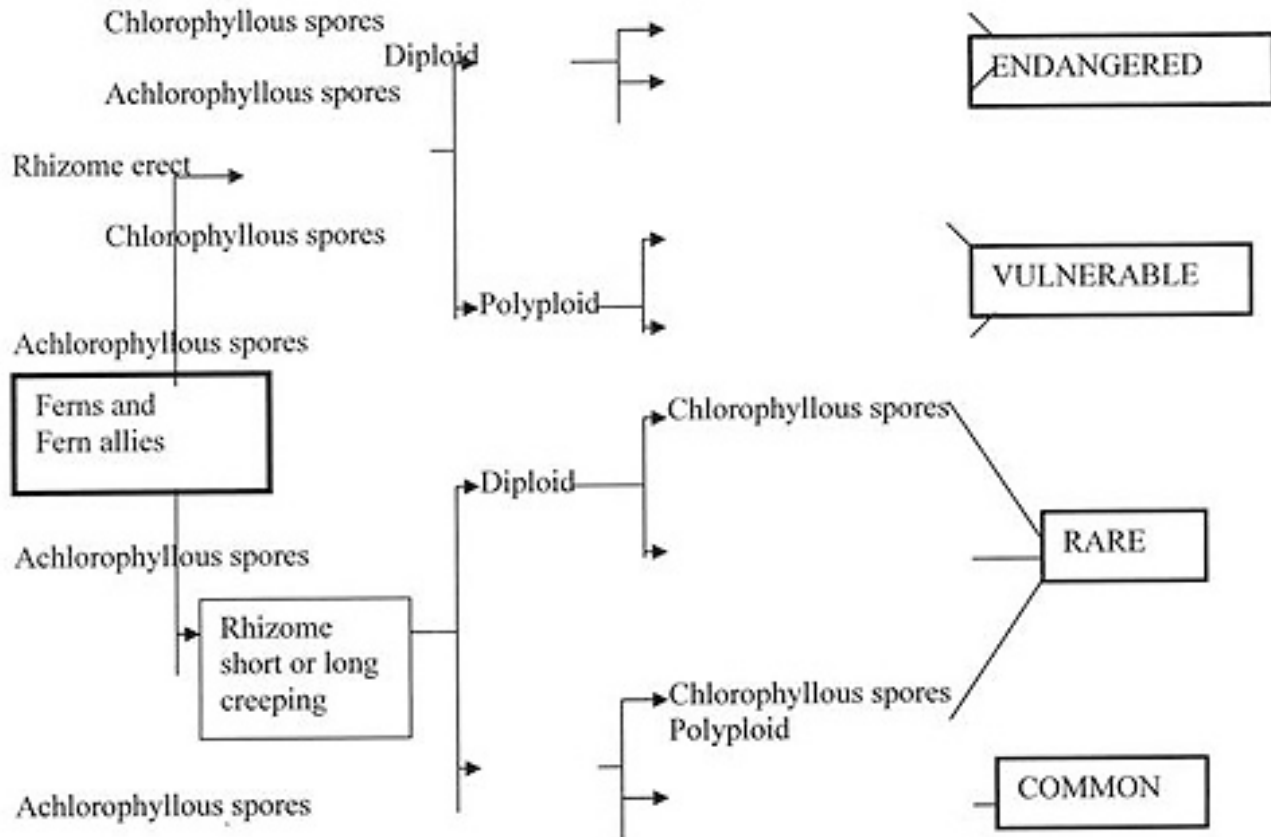 Chlorophyllous spores
Diploid
ENDANGERED
Achlorophyllous spores
Rhizome erect
Chlorophyllous spores
VULNERABLE
Polyploid
Achlorophyllous spores
Ferns and
Fern allies
Chlorophyllous spores
Diploid
RARE
Achlorophyllous spores
Rhizome
short or long
creeping
Chlorophyllous spores
Polyploid
COMMON
Achlorophyllous spores